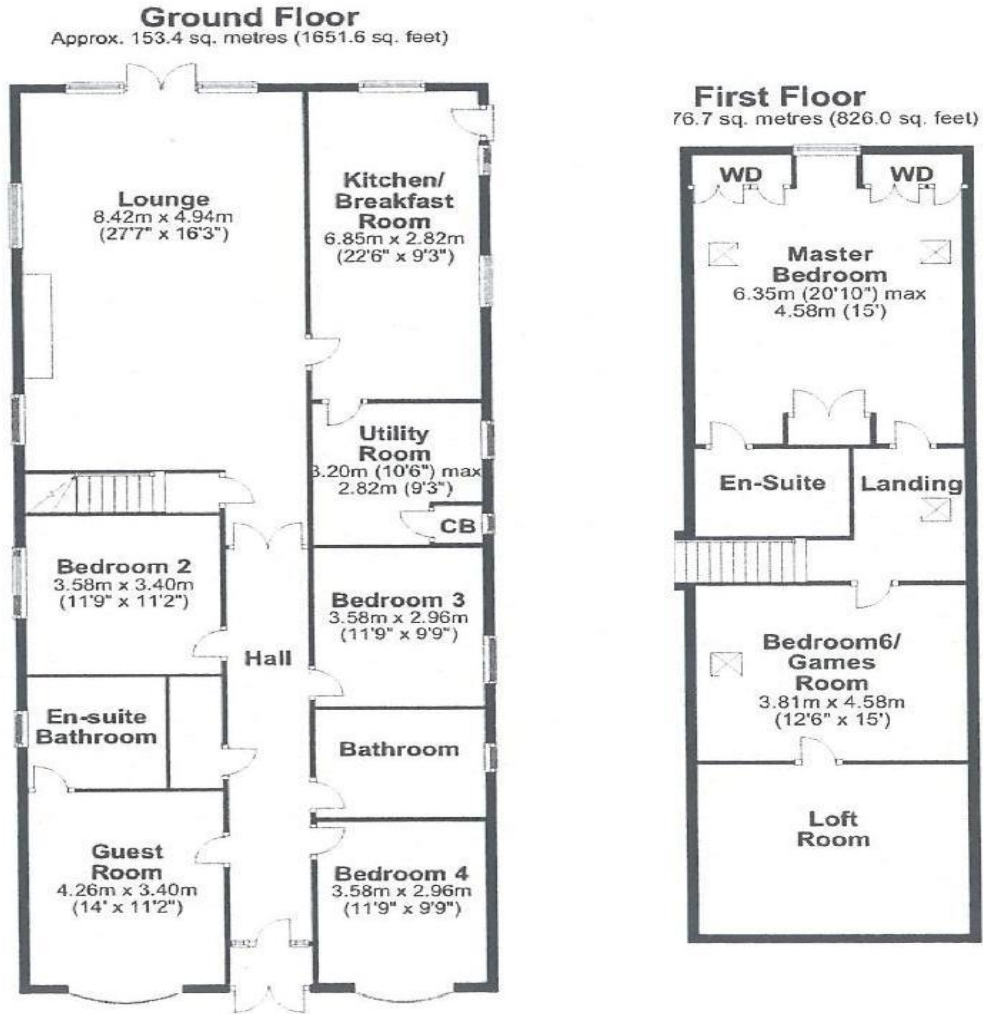 Ground Floor
Approx. 153.4 sq. metres (1651.6 sq. feet)
Lounge
8.42m x 4.94m
(27'7" x 16'3")
Kitchen/
Breakfast
Room
6.85m x 2.82m
(22'6" x 9'3")
Utility
Room
3.20m (10'6") max
2.82m (9'3")
CB
Bedroom 2
3.58m x 3.40m
(11'9" x 11'2")
Bedroom 3
3.58m x 2.96m
(11'9" x 9'9")
Hall
En-suite
Bathroom
Bathroom
Guest
Room
4.26m x 3.40m
(14' x 11'2")
Bedroom 4
3.58m x 2.96m
(11'9" x 9'9")
First Floor
76.7 sq. metres (826.0 sq. feet)
WD
WD
Master
Bedroom
6.35m (20'10") max
4.58m (15')
En-Suite
Landing
Bedroom6/
Games
Room
3.81m x 4.58m
(12'6" x 15')
Loft
Room